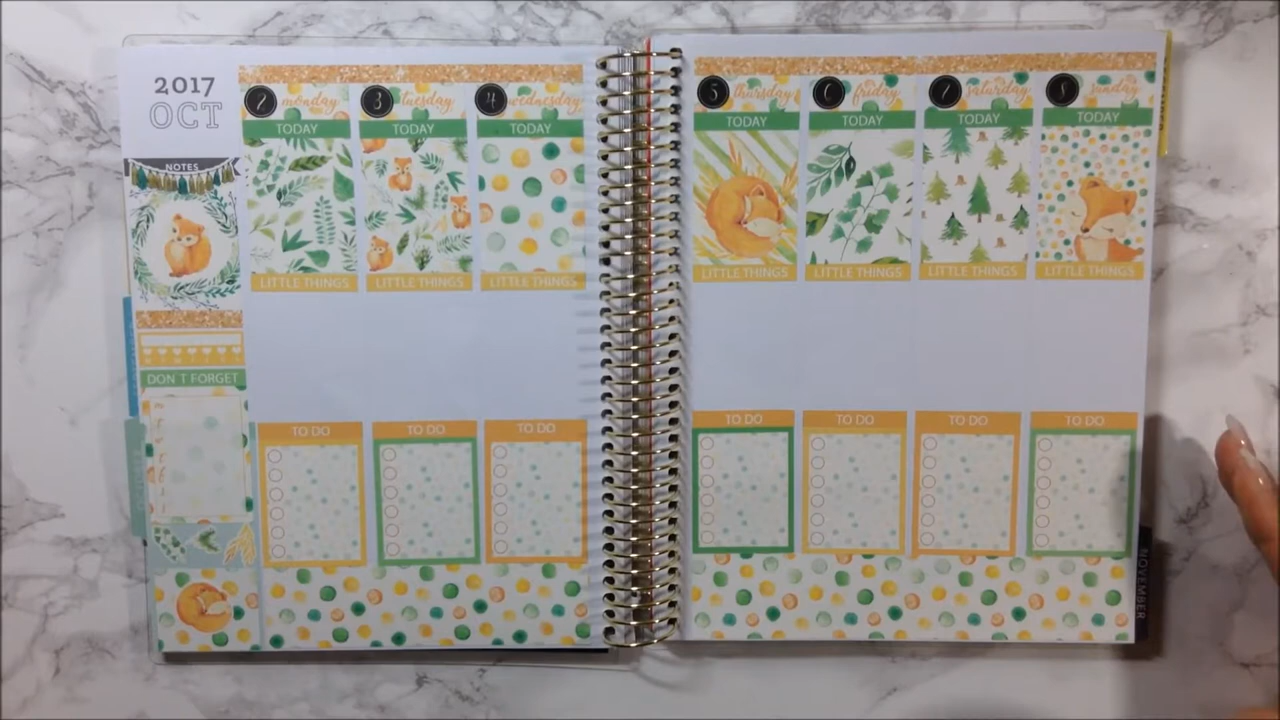 2017
OCT
NOTES
DON'T FORGET
2 monday
TODAY
LITTLE THINGS
TO DO
3 tuesday
TODAY
LITTLE THINGS
TO DO
4 wednesday
TODAY
LITTLE THINGS
TO DO
5 thursday
TODAY
LITTLE THINGS
TO DO
6 friday
TODAY
LITTLE THINGS
TO DO
7 saturday
TODAY
LITTLE THINGS
TO DO
8 sunday
TODAY
LITTLE THINGS
TO DO
NOVEMBER